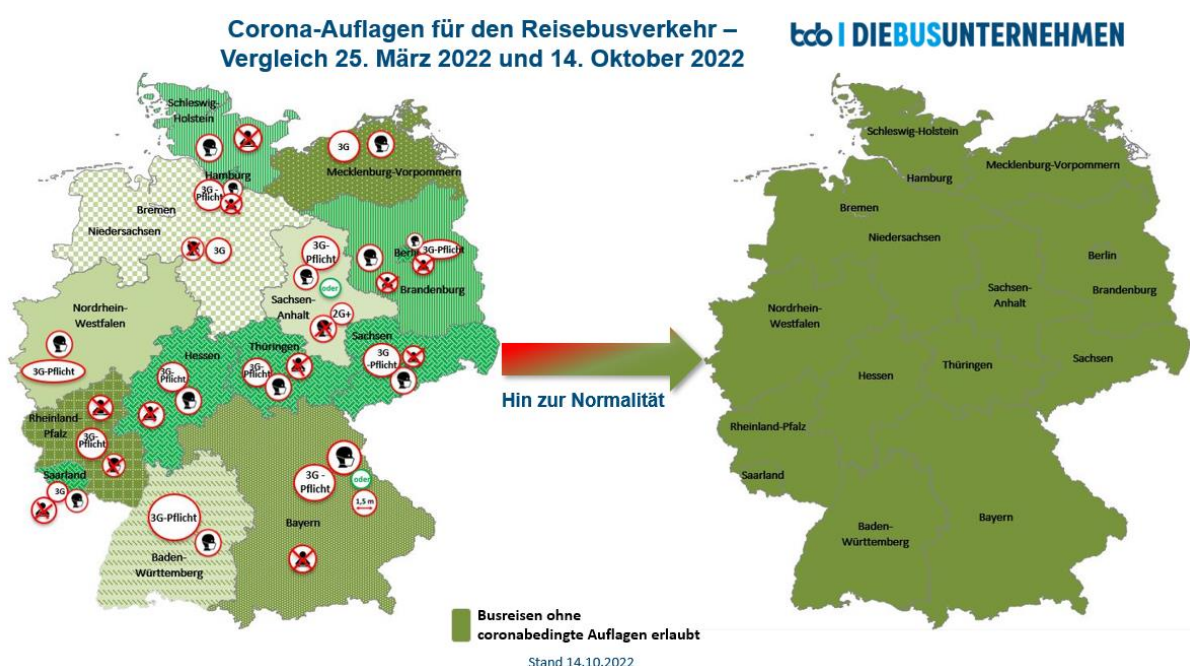 Corona-Auflagen für den Reisebusverkehr –
Vergleich 25. März 2022 und 14. Oktober 2022
bdo I DIEBUSUNTERNEHMEN
Schleswig-
Holstein
3G
Mecklenburg-Vorpommern
Hamburg
3G -
Pflicht
Bremen
Niedersachsen
3G
3G-
Pflicht
oder
Sachsen-
Anhalt
2G+
Berlin
3G-Pflicht
Brandenburg
Nordrhein-
Westfalen
3G-Pflicht
Hessen
3G-
Pflicht
Thüringen
3G-
Pflicht
Sachsen
3G
-Pflicht
Rheinland-
Pfalz
3G-
Pflicht
Saarland
3G
3G-Pflicht
Baden-
Württemberg
3G -
Pflicht
oder
1,5 m
Bayern
Hin zur Normalität
Schleswig-Holstein
Mecklenburg-Vorpommern
Hamburg
Bremen
Niedersachsen
Berlin
Brandenburg
Sachsen-
Anhalt
Nordrhein-
Westfalen
Sachsen
Thüringen
Hessen
Rheinland-Pfalz
Saarland
Bayern
Baden-
Württemberg
Busreisen ohne
coronabedingte Auflagen erlaubt
Stand 14.10.2022